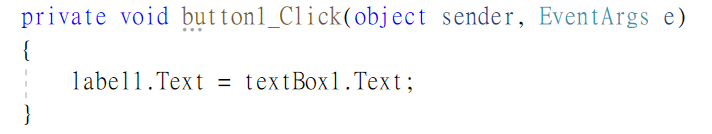 private void button1_Click(object sender, EventArgs e)
{
label1.Text = textBox1.Text;
}